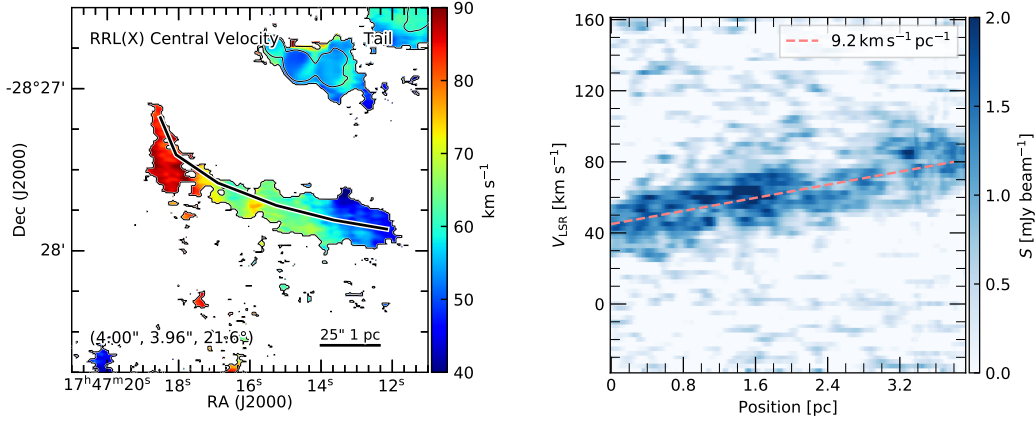 RRL(X) Central Velocity
Tail
-28°27'
28'
Dec (J2000)
(4.00", 3.96", 21.6°)
25" 1 pc
17ʰ47ᵐ20ˢ
18ˢ
16ˢ
14ˢ
12ˢ
RA (J2000)
90
80
70
60
50
40
km s⁻¹
9.2 km s⁻¹ pc⁻¹
160
120
80
40
0
V_LSR [km s⁻¹]
0
0.8
1.6
2.4
3.2
Position [pc]
2.0
1.5
1.0
0.5
0.0
S [mJy beam⁻¹]